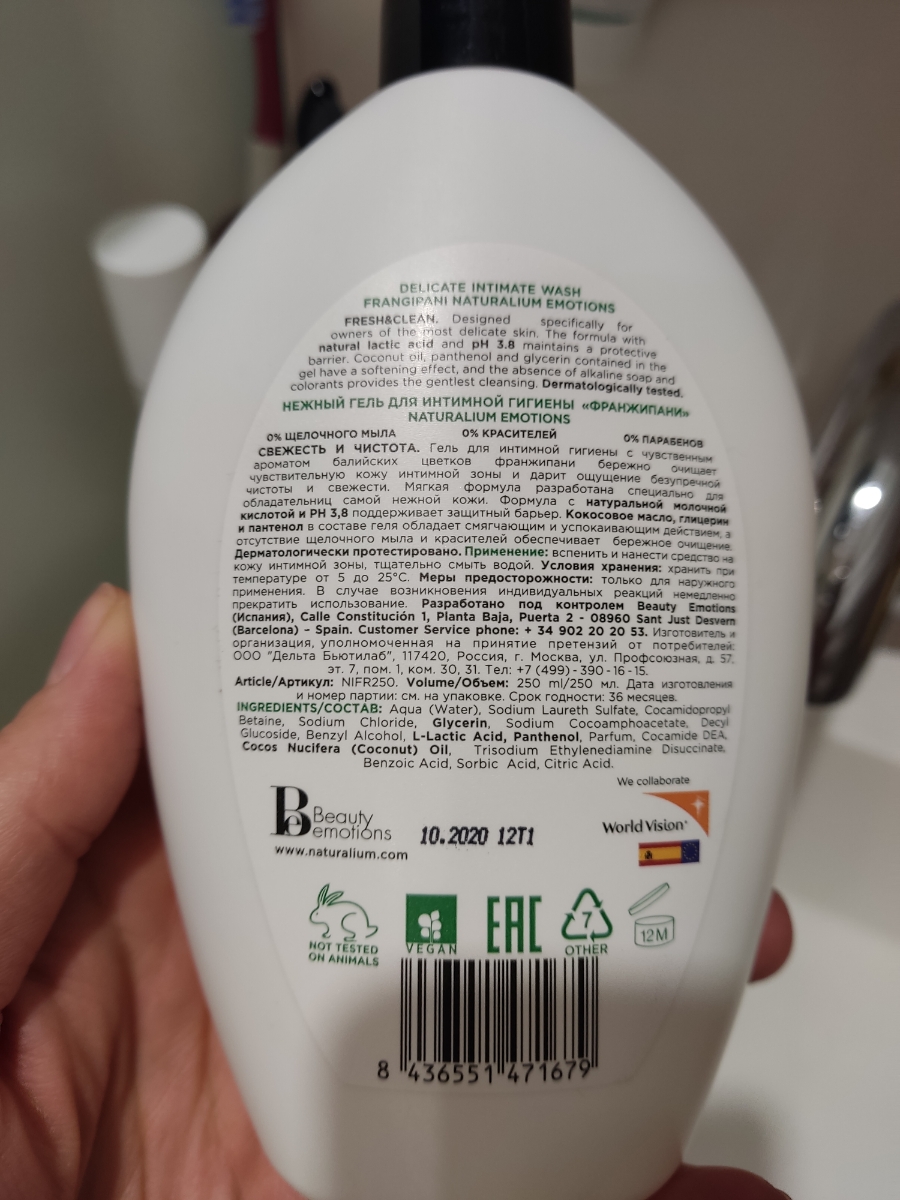 DELICATE INTIMATE WASH
FRANGIPANI NATURALIUM EMOTIONS
FRESH&CLEAN. Designed specifically for
owners of the most delicate skin. The formula with
natural lactic acid and pH 3.8 maintains a protective
barrier. Coconut oil, panthenol and glycerin contained in the
gel have a softening effect, and the absence of alkaline soap and
colorants provides the gentlest cleansing. Dermatologically tested.
НЕЖНЫЙ ГЕЛЬ ДЛЯ ИНТИМНОЙ ГИГИЕНЫ «ФРАНЖИПАНИ»
NATURALIUM EMOTIONS
0% ЩЕЛОЧНОГО МЫЛА 0% КРАСИТЕЛЕЙ 0% ПАРАБЕНОВ
СВЕЖЕСТЬ И ЧИСТОТА. Гель для интимной гигиены с чувственным
ароматом балийских цветков франжипани бережно очищает
чувствительную кожу интимной зоны и дарит ощущение безупречной
чистоты и свежести. Мягкая формула разработана специально для
обладательниц самой нежной кожи. Формула с натуральной молочной
кислотой и PH 3,8 поддерживает защитный барьер. Кокосовое масло, глицерин
и пантенол в составе геля обладает смягчающим и успокаивающим действием, а
отсутствие щелочного мыла и красителей обеспечивает бережное очищение.
Дерматологически протестировано. Применение: вспенить и нанести средство на
кожу интимной зоны, тщательно смыть водой. Условия хранения: хранить при
температуре от 5 до 25°C. Меры предосторожности: только для наружного
применения. В случае возникновения индивидуальных реакций немедленно
прекратить использование. Разработано под контролем Beauty Emotions
(Испания), Calle Constitución 1, Planta Baja, Puerta 2 - 08960 Sant Just Desvern
(Barcelona) - Spain. Customer Service phone: + 34 902 20 20 53. Изготовитель и
организация, уполномоченная на принятие претензий от потребителей:
ООО "Дельта Бьютилаб", 117420, Россия, г. Москва, ул. Профсоюзная, д. 57,
эт. 7, пом. 1, ком. 30, 31. Тел: +7 (499) - 390 - 16 - 15.
Article/Артикул: NIFR250. Volume/Объем: 250 ml/250 мл. Дата изготовления
и номер партии: см. на упаковке. Срок годности: 36 месяцев.
INGREDIENTS/СОСТАВ: Aqua (Water), Sodium Laureth Sulfate, Cocamidopropyl
Betaine, Sodium Chloride, Glycerin, Sodium Cocoamphoacetate, Decyl
Glucoside, Benzyl Alcohol, L-Lactic Acid, Panthenol, Parfum, Cocamide DEA,
Cocos Nucifera (Coconut) Oil, Trisodium Ethylenediamine Disuccinate,
Benzoic Acid, Sorbic Acid, Citric Acid.
We collaborate
Be Beauty
emotions
10.2020 12T1
World Vision
www.naturalium.com
NOT TESTED
ON ANIMALS
VEGAN
EAC
7
OTHER
12M
8 436551 471679